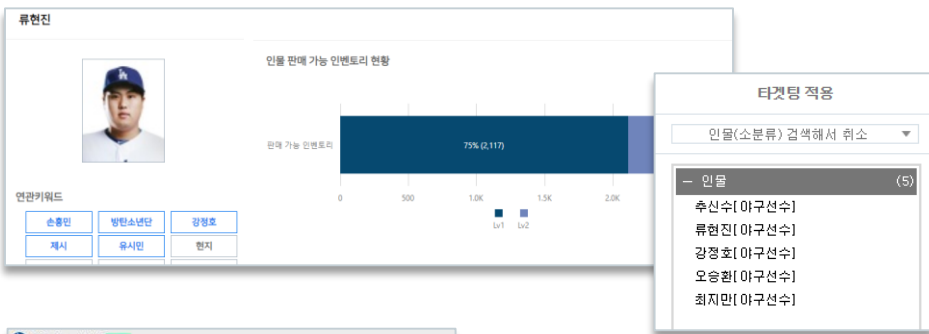 류현진
인물 판매 가능 인벤토리 현황
판매 가능 인벤토리
75% (2,117)
0 500 1.0K 1.5K 2.0K
Lv1 Lv2
연관키워드
손흥민 방탄소년단 강정호
제시 유시민 현지
타겟팅 적용
인물(소분류) 검색해서 취소 ▼
− 인물 (5)
추신수[야구선수]
류현진[야구선수]
강정호[야구선수]
오승환[야구선수]
최지만[야구선수]